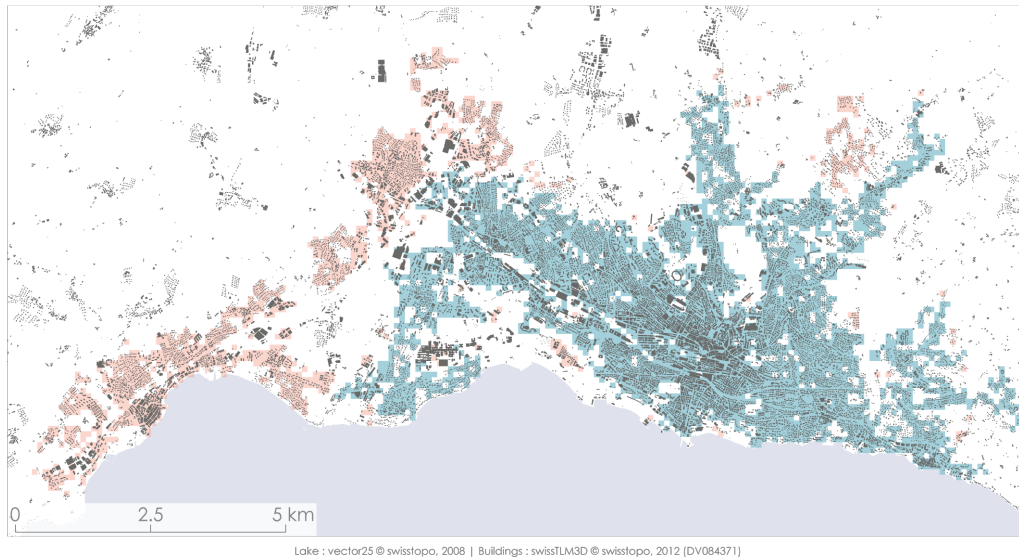 0 2.5 5 km
Lake : vector25 © swisstopo, 2008 | Buildings : swissTLM3D © swisstopo, 2012 (DV084371)